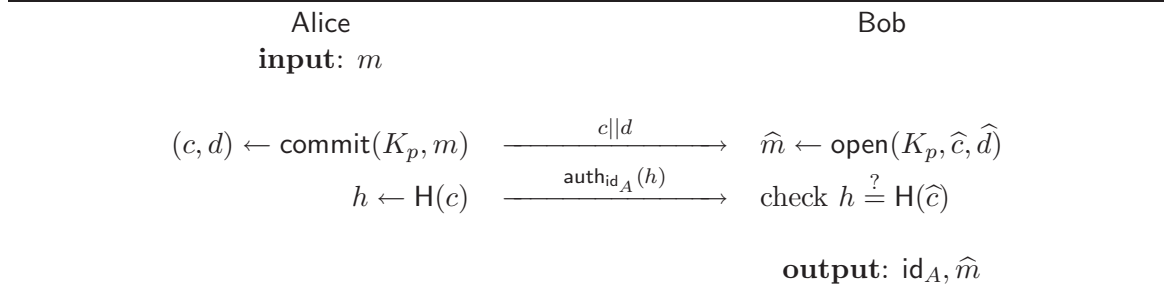 Alice Bob
input: m
(c, d) ← commit(K_p, m) c||d m̂ ← open(K_p, ĉ, d̂)
h ← H(c) auth_{id_A}(h) check h ≟ H(ĉ)
output: id_A, m̂